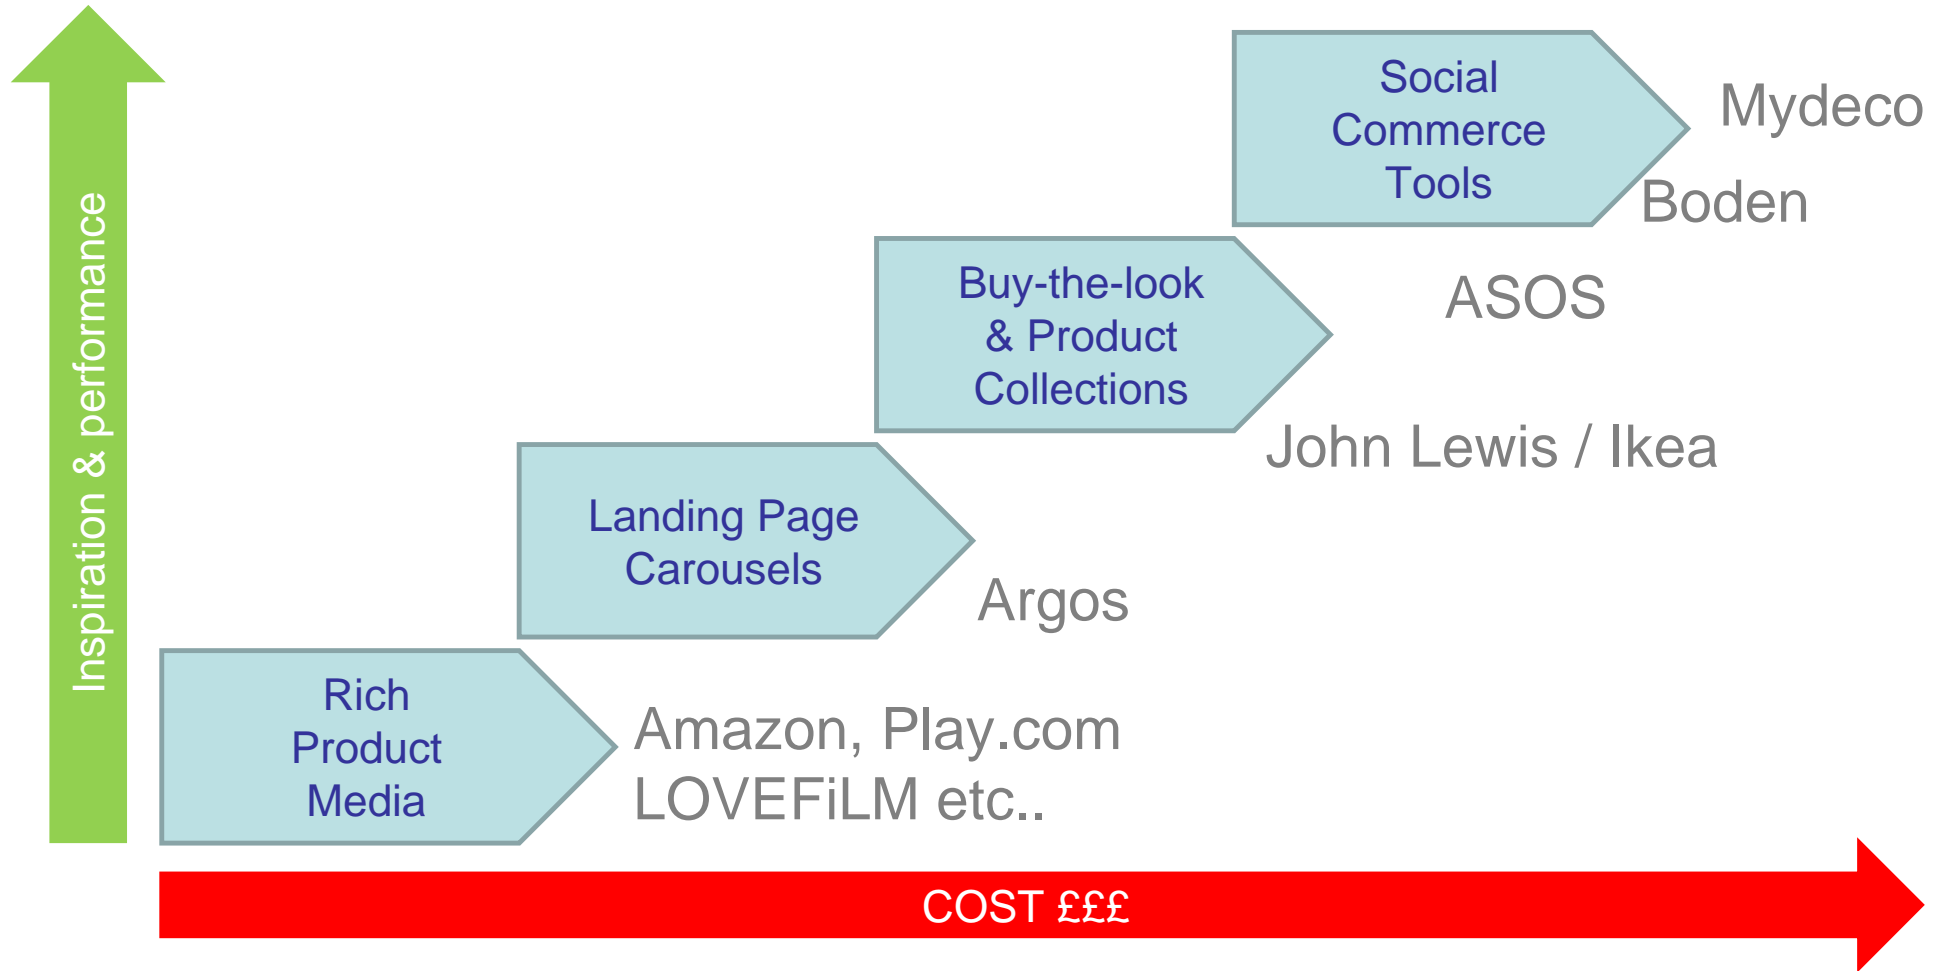 Social
Commerce
Tools
Mydeco
Boden
Buy-the-look
& Product
Collections
ASOS
John Lewis / Ikea
Landing Page
Carousels
Argos
Rich
Product
Media
Amazon, Play.com
LOVEFiLM etc..
Inspiration & performance
COST £££